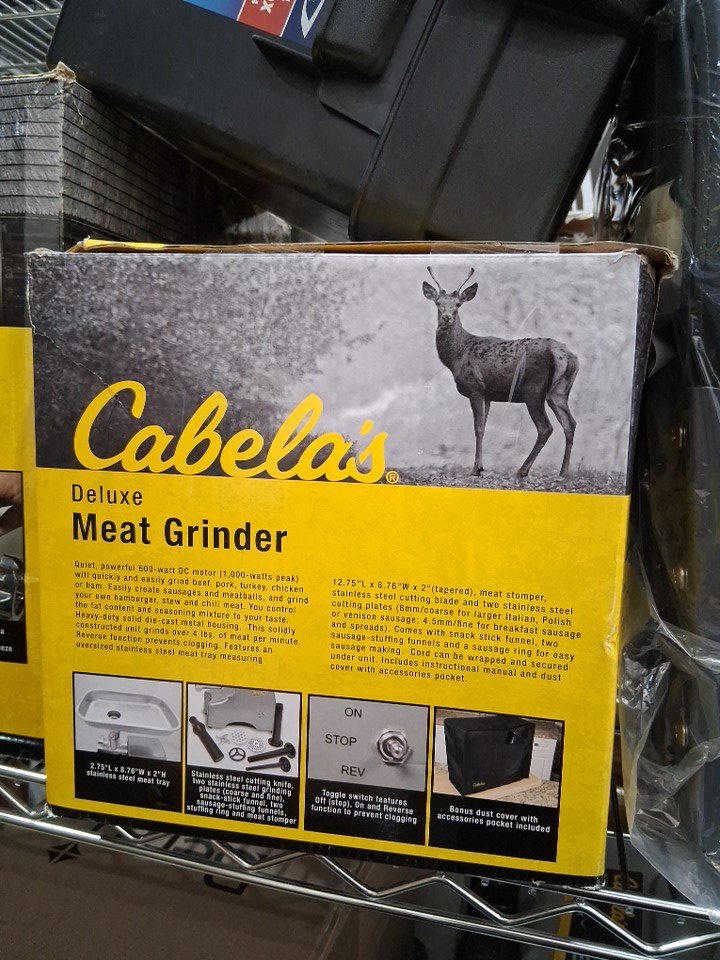 Cabela's®
Deluxe
Meat Grinder
Quiet, powerful 600-watt DC motor (1,000-watts peak)
will quickly and easily grind beef, pork, turkey, chicken
or ham. Easily create sausages and meatballs, and grind
your own hamburger, stew and chili meat. You control
the fat content and seasoning mixture to your taste.
Heavy-duty solid die-cast metal housing. This solidly
constructed unit grinds over 4 lbs. of meat per minute.
Reverse function prevents clogging. Features an
oversized stainless steel meat tray measuring
12.75"L x 8.76"W x 2"(tapered), meat stomper,
stainless steel cutting blade and two stainless steel
cutting plates (8mm/coarse for larger Italian, Polish
or venison sausage; 4.5mm/fine for breakfast sausage
and spreads). Comes with snack stick funnel, two
sausage-stuffing funnels and a sausage ring for easy
sausage making. Cord can be wrapped and secured
under unit. Includes instructional manual and dust
cover with accessories pocket.
2.75"L x 8.76"W x 2"H
stainless steel meat tray
Stainless steel cutting knife,
two stainless steel grinding
plates (coarse and fine),
snack-stick funnel, two
sausage-stuffing funnels,
stuffing ring and meat stomper
ON
STOP
REV
Toggle switch features
Off (stop), On and Reverse
function to prevent clogging
Cabela's
Bonus dust cover with
accessories pocket included